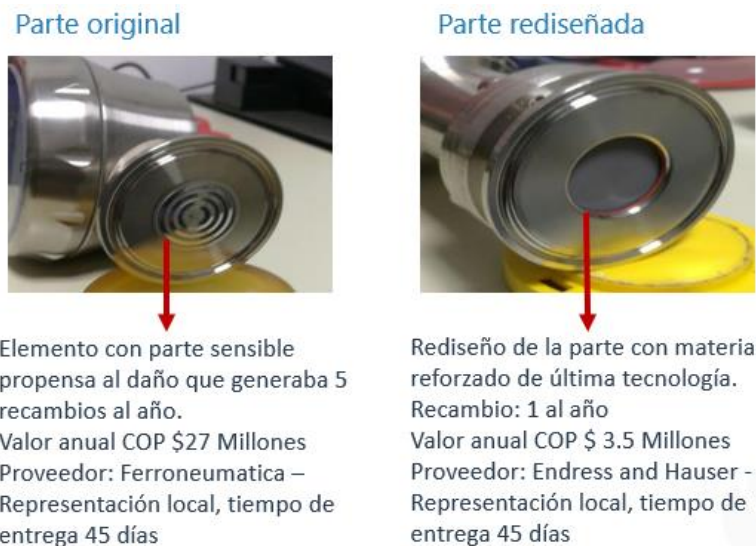 Parte original
Elemento con parte sensible
propensa al daño que generaba 5
recambios al año.
Valor anual COP $27 Millones
Proveedor: Ferroneumatica –
Representación local, tiempo de
entrega 45 días
Parte rediseñada
Rediseño de la parte con materia
reforzado de última tecnología.
Recambio: 1 al año
Valor anual COP $ 3.5 Millones
Proveedor: Endress and Hauser -
Representación local, tiempo de
entrega 45 días